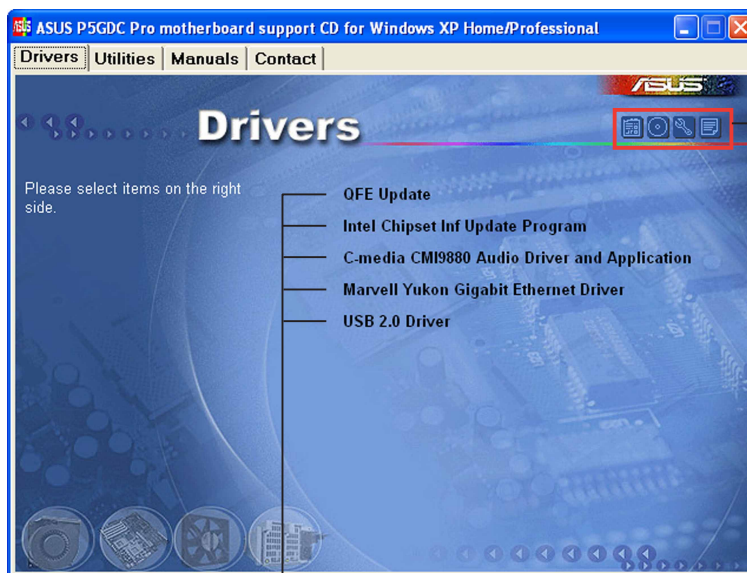 ASUS P5GDC Pro motherboard support CD for Windows XP Home/Professional
Drivers Utilities Manuals Contact
ASUS
Drivers
Please select items on the right
side.
QFE Update
Intel Chipset Inf Update Program
C-media CMI9880 Audio Driver and Application
Marvell Yukon Gigabit Ethernet Driver
USB 2.0 Driver